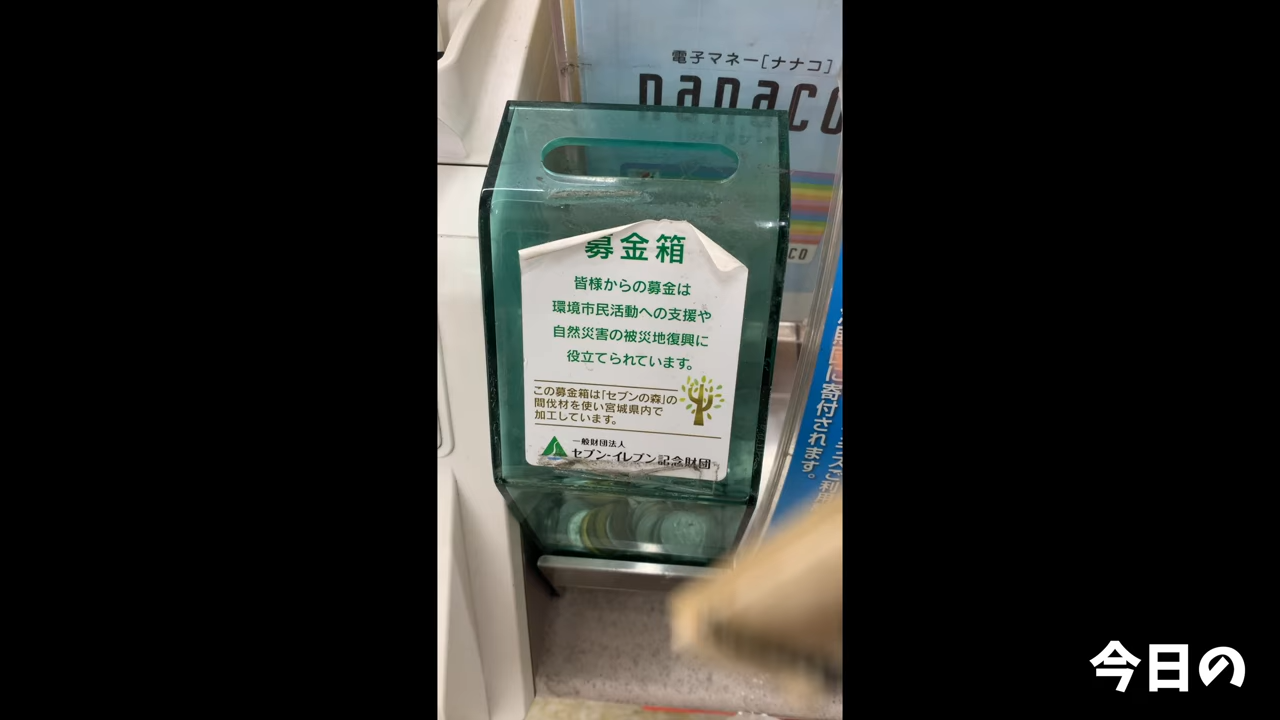 電子マネー[ナナコ]
nanaco
募金箱
皆様からの募金は
環境市民活動への支援や
自然災害の被災地復興に
役立てられています。
この募金箱は「セブンの森」の
間伐材を使い宮城県内で
加工しています。
一般財団法人
セブン-イレブン記念財団
に寄付されます。
ご利用
今日の